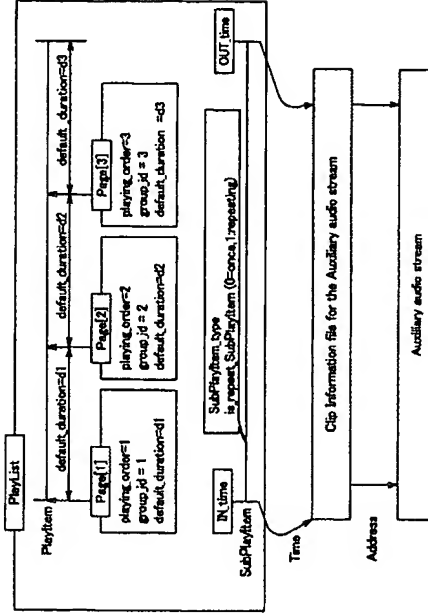 PlayList
PlayItem
default_duration=d1
default_duration=d2
default_duration=d3
Page[1]
playing_order=1
group_id = 1
default_duration=d1
Page[2]
playing_order=2
group_id = 2
default_duration=d2
Page[3]
playing_order=3
group_id = 3
default_duration =d3
IN_time
SubPlayItem_type
is_repeat_SubPlayItem (0=once,1:repeating)
OUT_time
SubPlayItem
Time
Clip Information file for the Auxiliary audio stream
Address
Auxiliary audio stream